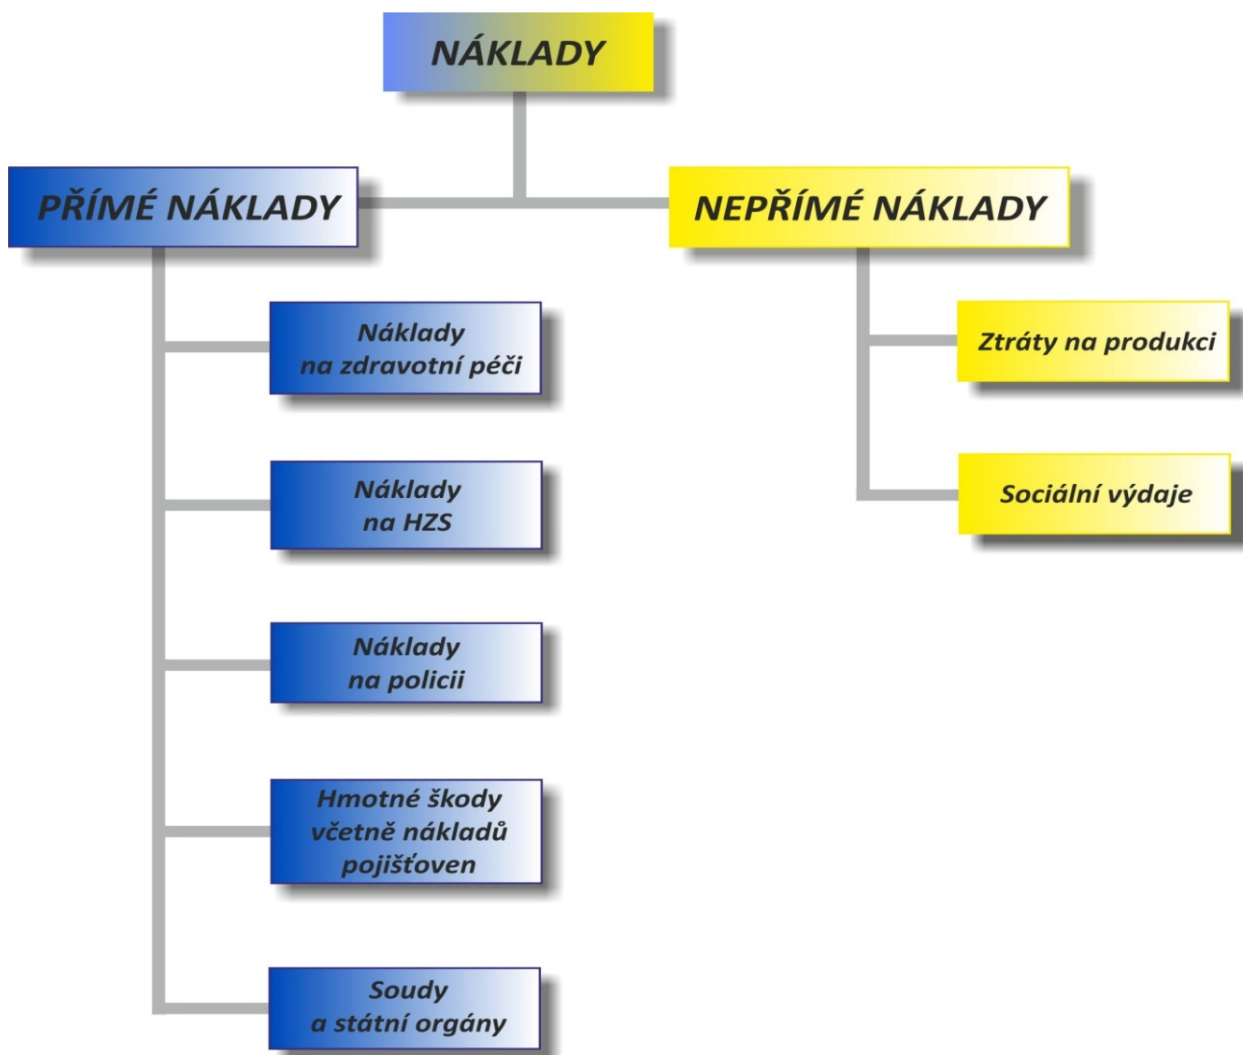 NÁKLADY
PŘÍMÉ NÁKLADY
NEPŘÍMÉ NÁKLADY
Náklady
na zdravotní péči
Náklady
na HZS
Náklady
na policii
Hmotné škody
včetně nákladů
pojišťoven
Soudy
a státní orgány
Ztráty na produkci
Sociální výdaje